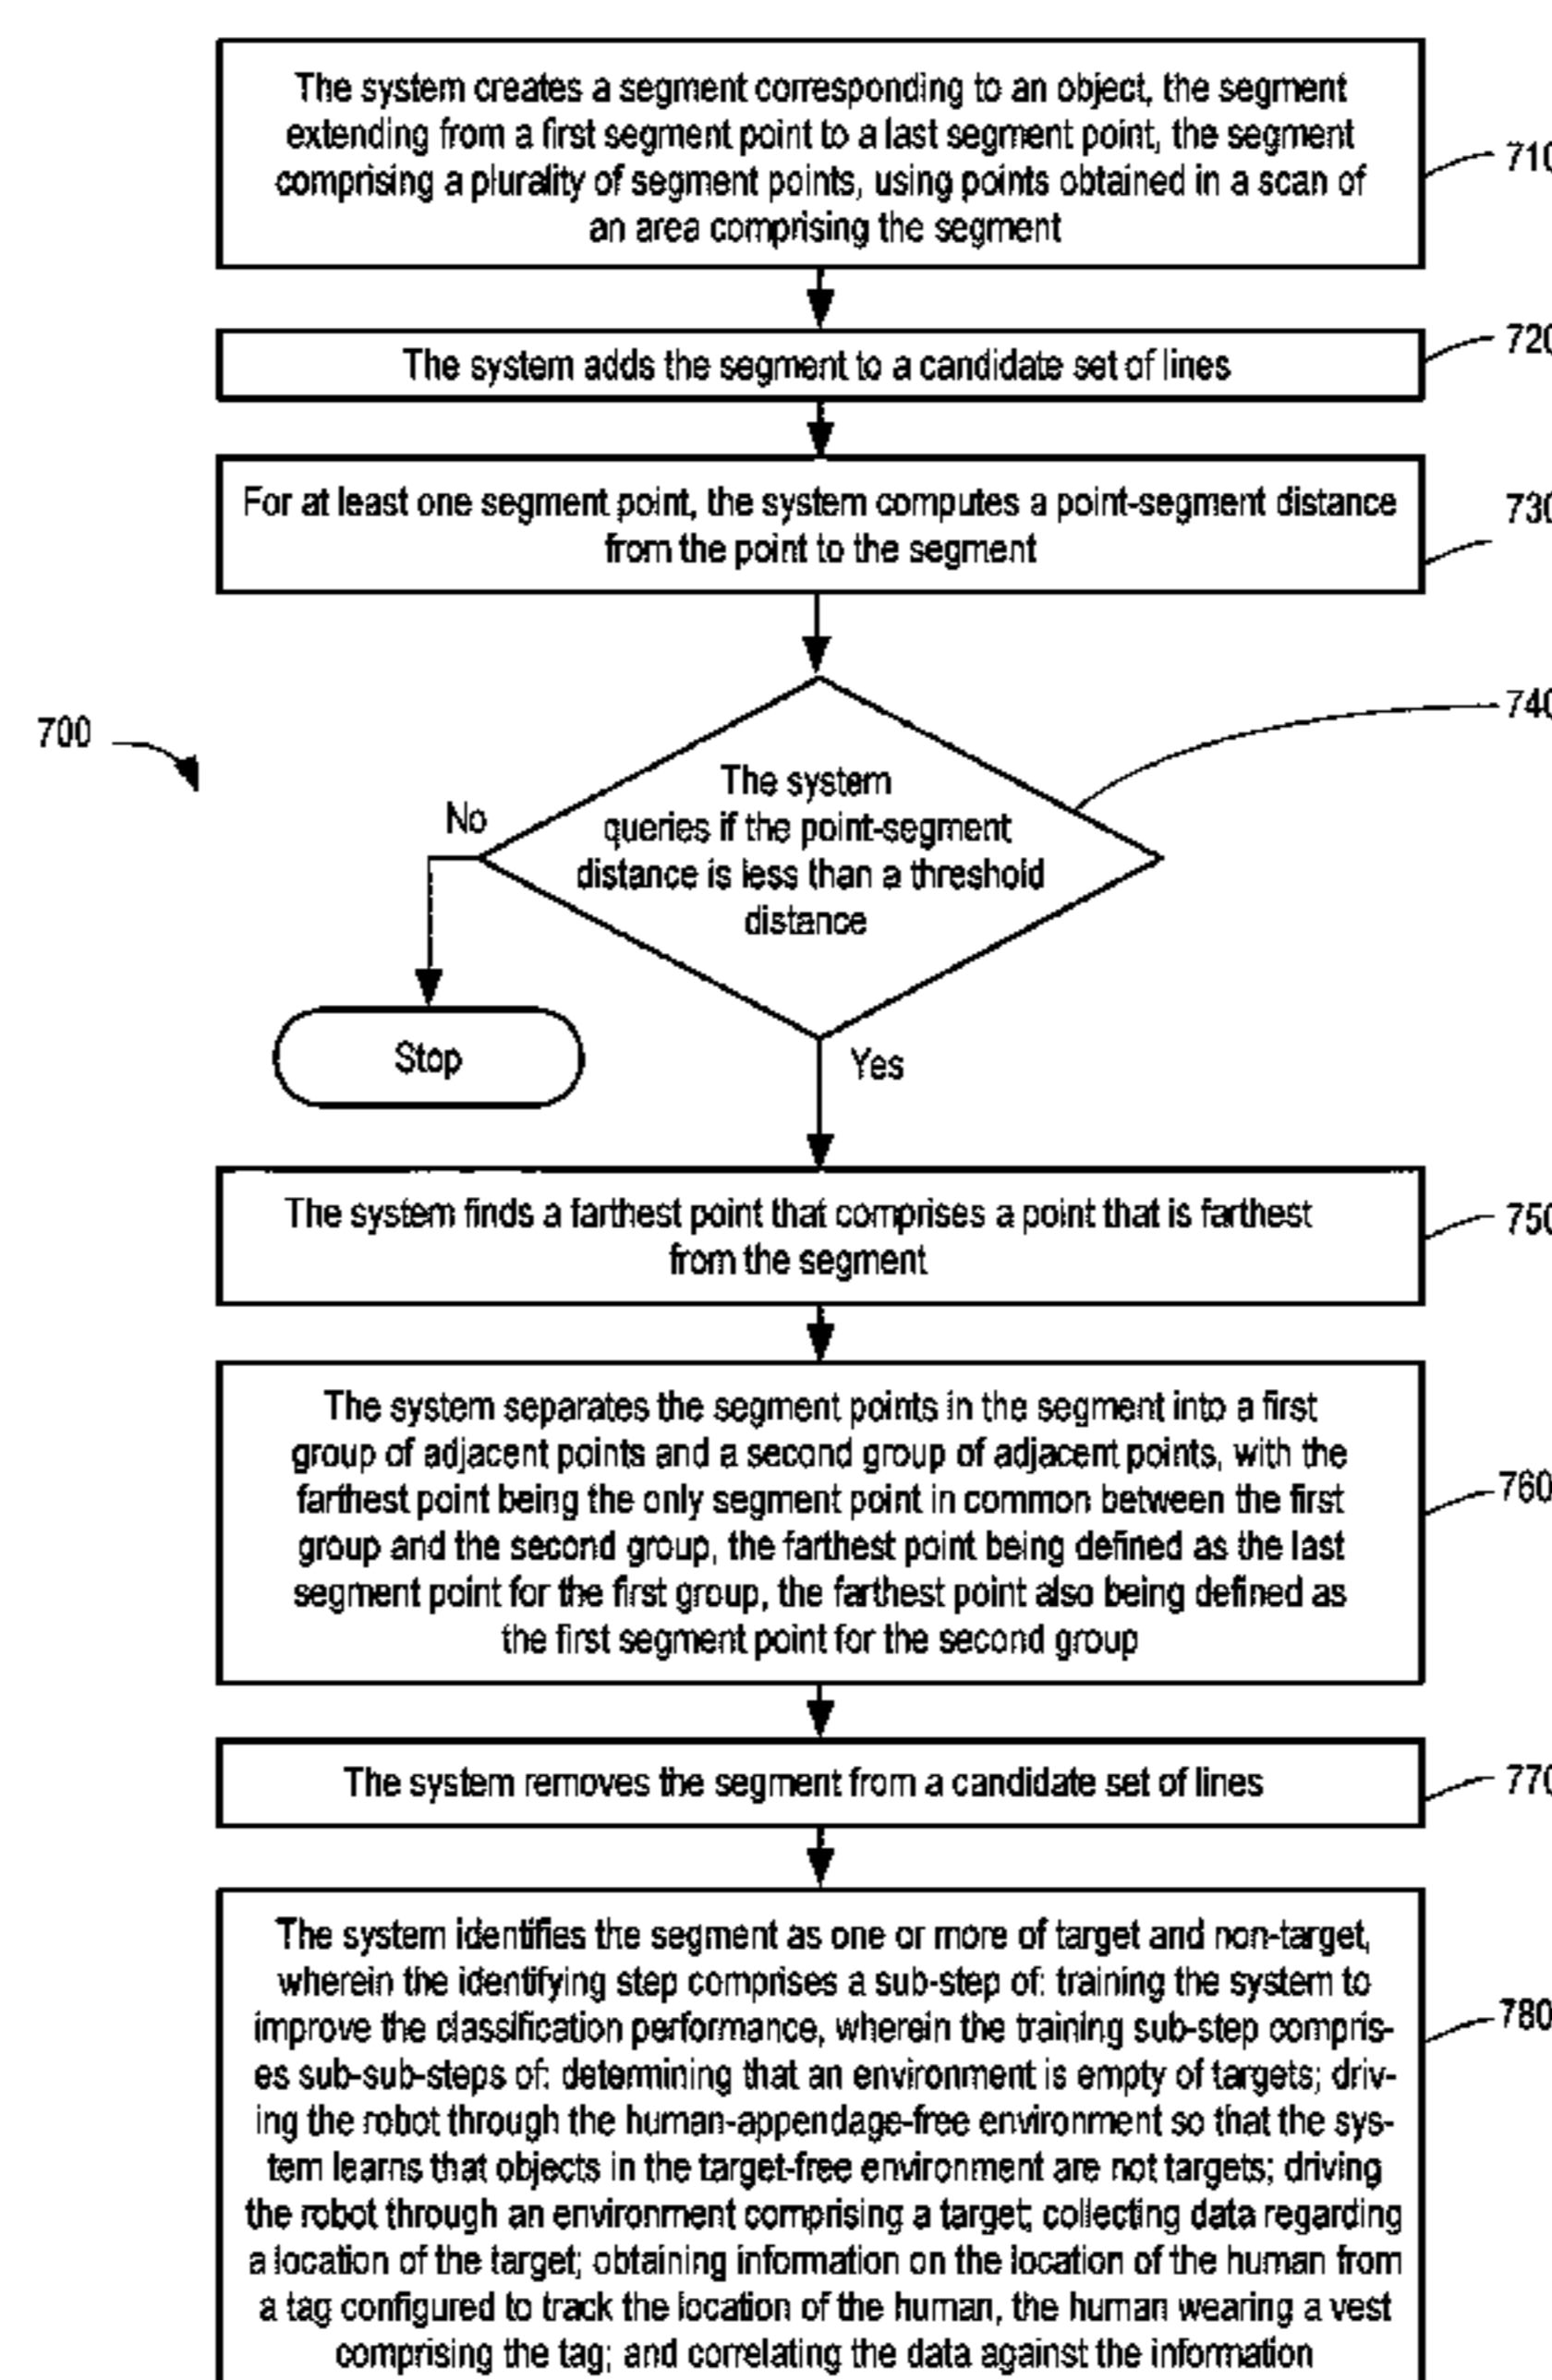 The system creates a segment corresponding to an object, the segment
extending from a first segment point to a last segment point, the segment
comprising a plurality of segment points, using points obtained in a scan of
an area comprising the segment
710
The system adds the segment to a candidate set of lines
720
For at least one segment point, the system computes a point-segment distance
from the point to the segment
730
740
700
The system
queries if the point-segment
distance is less than a threshold
distance
No
Stop
Yes
The system finds a farthest point that comprises a point that is farthest
from the segment
750
The system separates the segment points in the segment into a first
group of adjacent points and a second group of adjacent points, with the
farthest point being the only segment point in common between the first
group and the second group, the farthest point being defined as the last
segment point for the first group, the farthest point also being defined as
the first segment point for the second group
760
The system removes the segment from a candidate set of lines
770
The system identifies the segment as one or more of target and non-target,
wherein the identifying step comprises a sub-step of: training the system to
improve the classification performance, wherein the training sub-step compris-
es sub-sub-steps of: determining that an environment is empty of targets; driv-
ing the robot through the human-appendage-free environment so that the sys-
tem learns that objects in the target-free environment are not targets; driving
the robot through an environment comprising a target; collecting data regarding
a location of the target; obtaining information on the location of the human from
a tag configured to track the location of the human, the human wearing a vest
comprising the tag; and correlating the data against the information
780